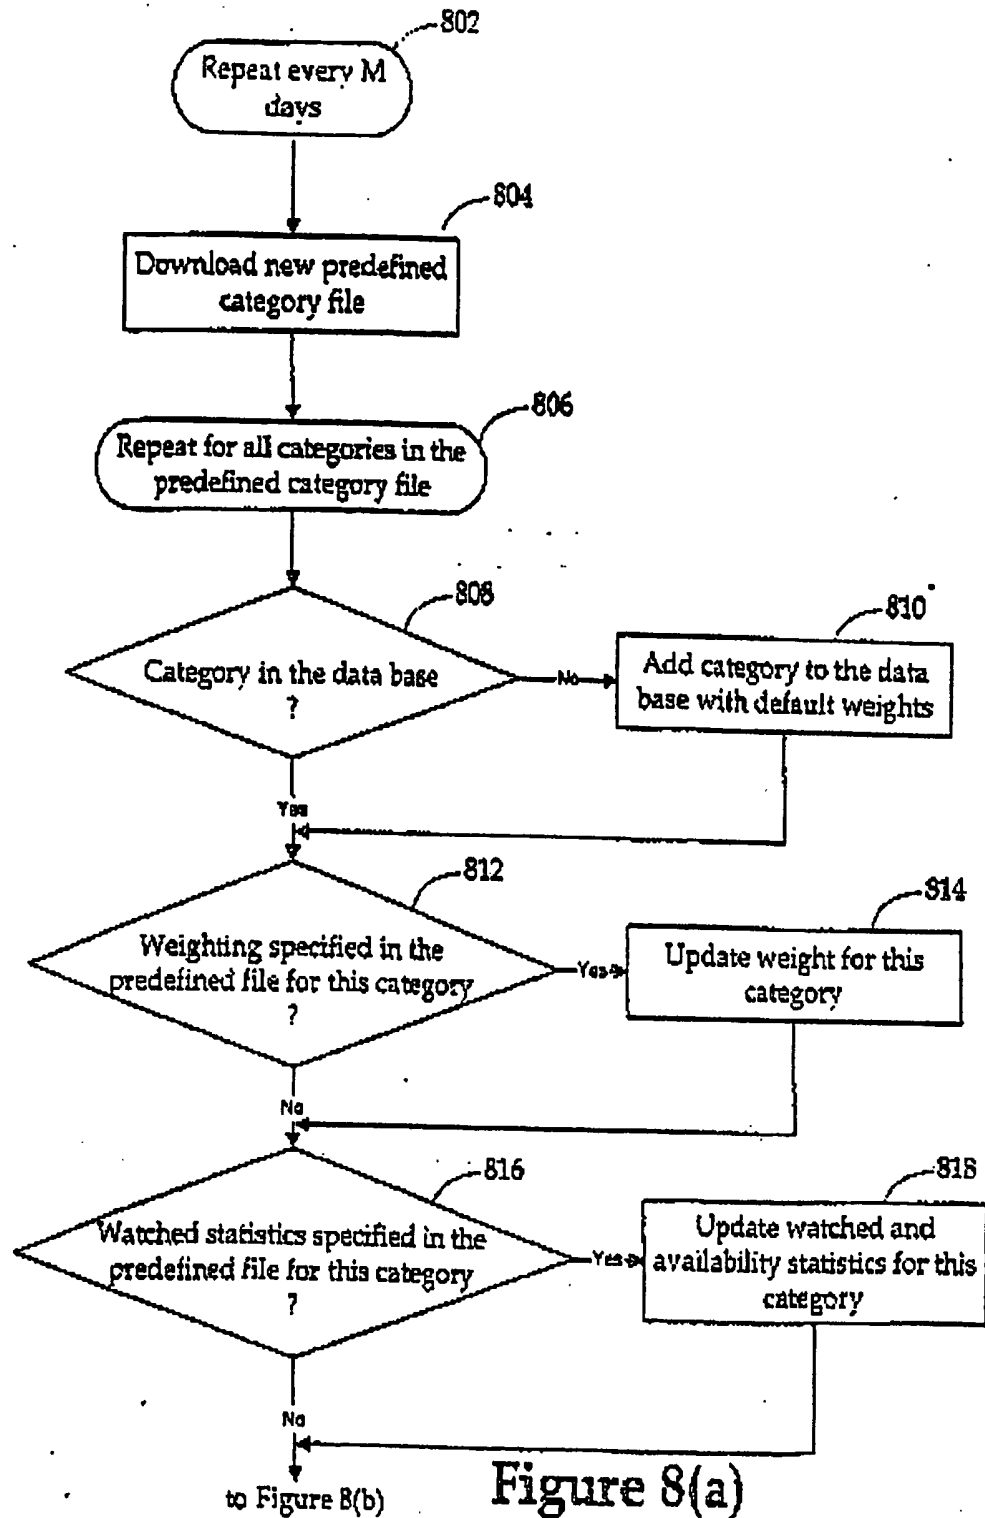 802
Repeat every M
days
804
Download new predefined
category file
806
Repeat for all categories in the
predefined category file
808
Category in the data base
?
No
810
Add category to the data
base with default weights
Yes
812
Weighting specified in the
predefined file for this category
?
Yes
814
Update weight for this
category
No
816
Watched statistics specified in the
predefined file for this category
?
Yes
818
Update watched and
availability statistics for this
category
No
to Figure 8(b)
Figure 8(a)